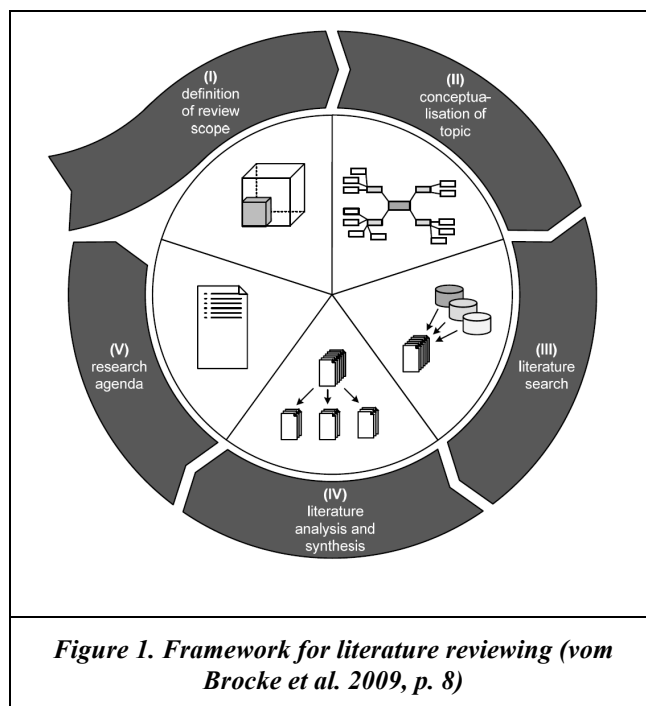 (I)
definition
of review
scope
(II)
conceptua-
lisation of
topic
(III)
literature
search
(IV)
literature
analysis and
synthesis
(V)
research
agenda
Figure 1. Framework for literature reviewing (vom
Brocke et al. 2009, p. 8)